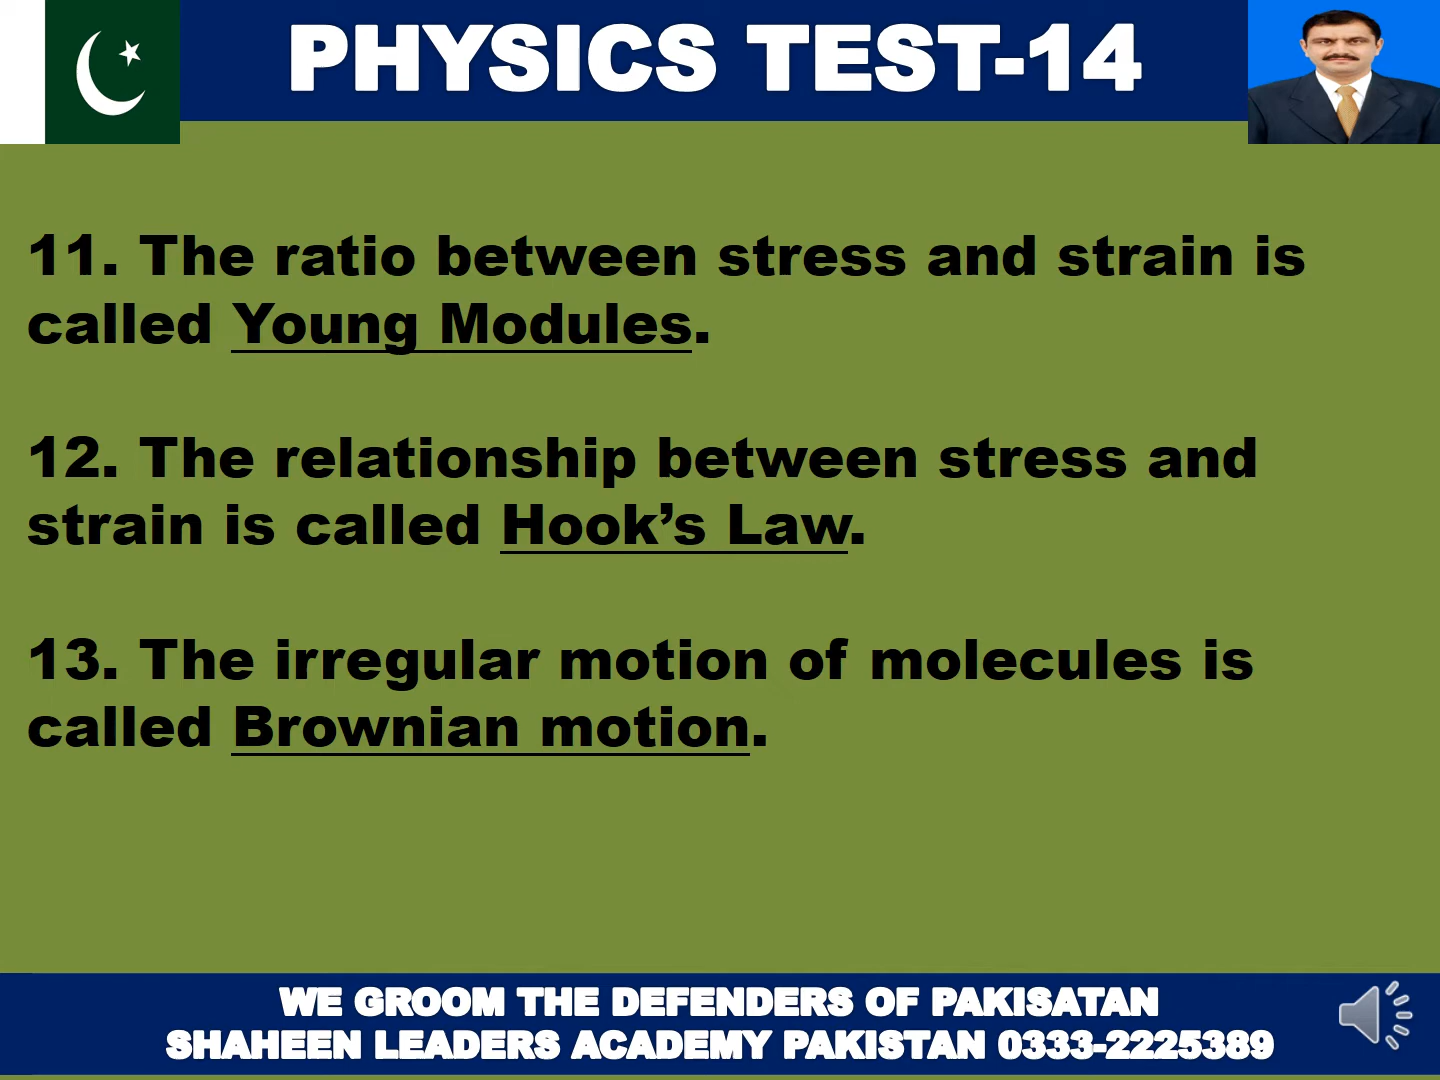 PHYSICS TEST-14
11. The ratio between stress and strain is
called Young Modules.
12. The relationship between stress and
strain is called Hook’s Law.
13. The irregular motion of molecules is
called Brownian motion.
WE GROOM THE DEFENDERS OF PAKISATAN
SHAHEEN LEADERS ACADEMY PAKISTAN 0333-2225389